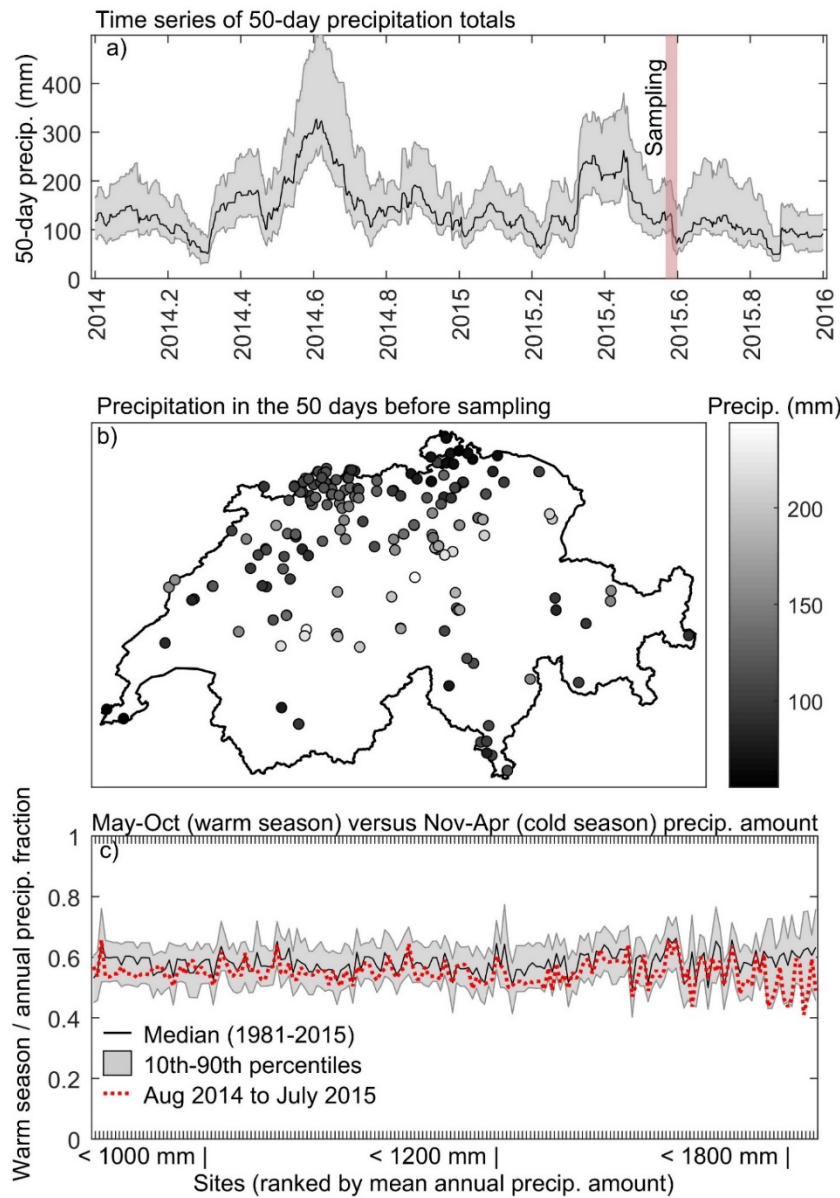 Time series of 50-day precipitation totals
a)
50-day precip. (mm)
400
300
200
100
0
Sampling
2014
2014.2
2014.4
2014.6
2014.8
2015
2015.2
2015.4
2015.6
2015.8
2016
Precipitation in the 50 days before sampling
Precip. (mm)
b)
200
150
100
May-Oct (warm season) versus Nov-Apr (cold season) precip. amount
c)
Warm season / annual precip. fraction
1
0.8
0.6
0.4
0.2
0
Median (1981-2015)
10th-90th percentiles
Aug 2014 to July 2015
< 1000 mm |
< 1200 mm |
< 1800 mm |
Sites (ranked by mean annual precip. amount)